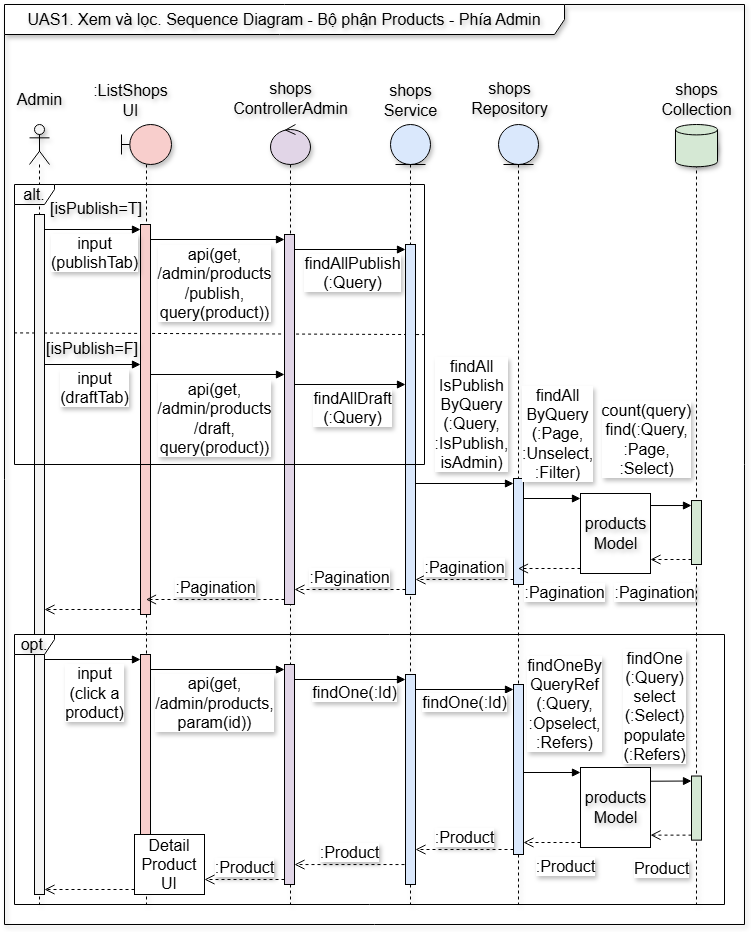 UAS1. Xem và lọc. Sequence Diagram - Bộ phận Products - Phía Admin
Admin
:ListShops
UI
shops
ControllerAdmin
shops
Service
shops
Repository
shops
Collection
alt.
[isPublish=T]
input
(publishTab)
api(get,
/admin/products
/publish,
query(product))
findAllPublish
(:Query)
[isPublish=F]
input
(draftTab)
api(get,
/admin/products
/draft,
query(product))
findAllDraft
(:Query)
findAll
IsPublish
ByQuery
(:Query,
:IsPublish,
isAdmin)
findAll
ByQuery
(:Page,
:Unselect,
:Filter)
count(query)
find(:Query,
:Page,
:Select)
products
Model
:Pagination
:Pagination
:Pagination
:Pagination
:Pagination
opt.
input
(click a
product)
api(get,
/admin/products,
param(id))
findOne(:Id)
findOne(:Id)
findOneBy
QueryRef
(:Query,
:Opselect,
:Refers)
findOne
(:Query)
select
(:Select)
populate
(:Refers)
products
Model
Detail
Product
UI
:Product
:Product
:Product
:Product
Product